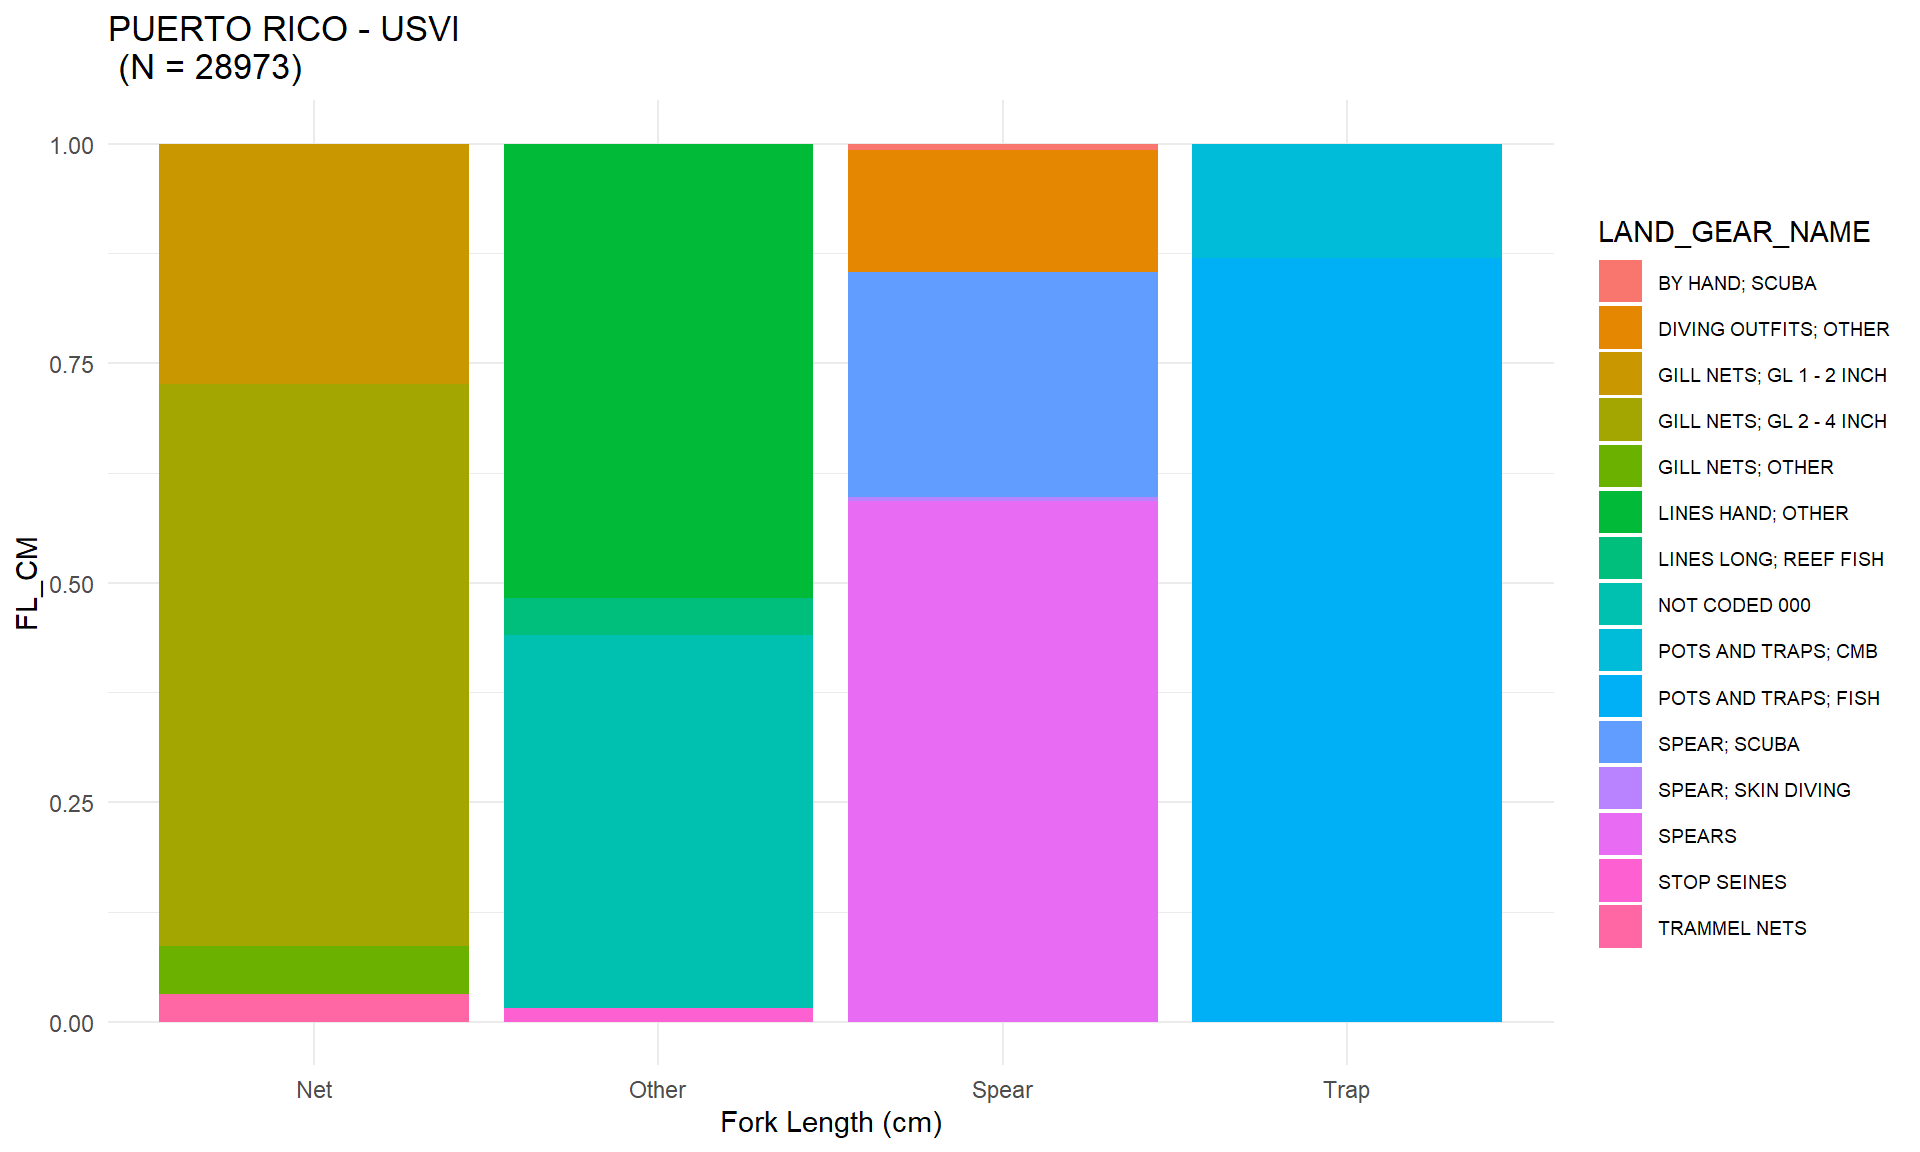 PUERTO RICO - USVI
(N = 28973)
1.00
0.75
0.50
0.25
0.00
FL_CM
Net
Other
Spear
Trap
Fork Length (cm)
LAND_GEAR_NAME
BY HAND; SCUBA
DIVING OUTFITS; OTHER
GILL NETS; GL 1 - 2 INCH
GILL NETS; GL 2 - 4 INCH
GILL NETS; OTHER
LINES HAND; OTHER
LINES LONG; REEF FISH
NOT CODED 000
POTS AND TRAPS; CMB
POTS AND TRAPS; FISH
SPEAR; SCUBA
SPEAR; SKIN DIVING
SPEARS
STOP SEINES
TRAMMEL NETS